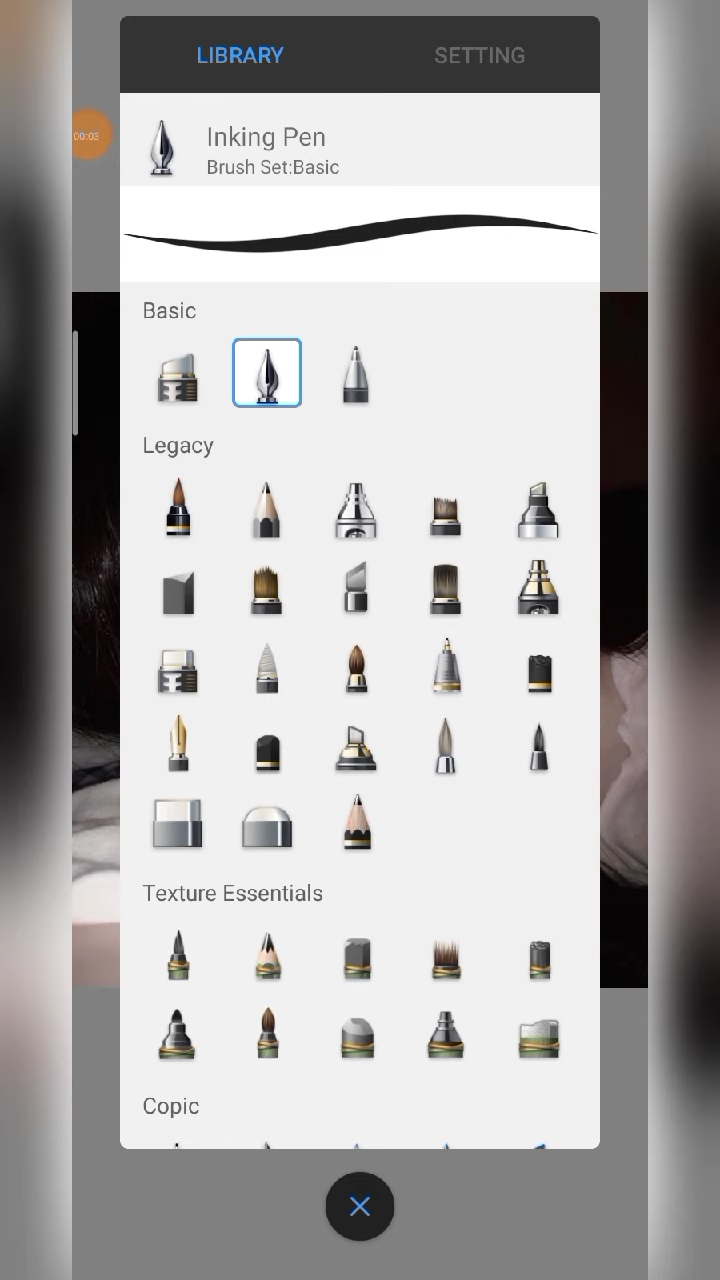 LIBRARY SETTING
00:03
Inking Pen
Brush Set:Basic
Basic
Legacy
Texture Essentials
Copic